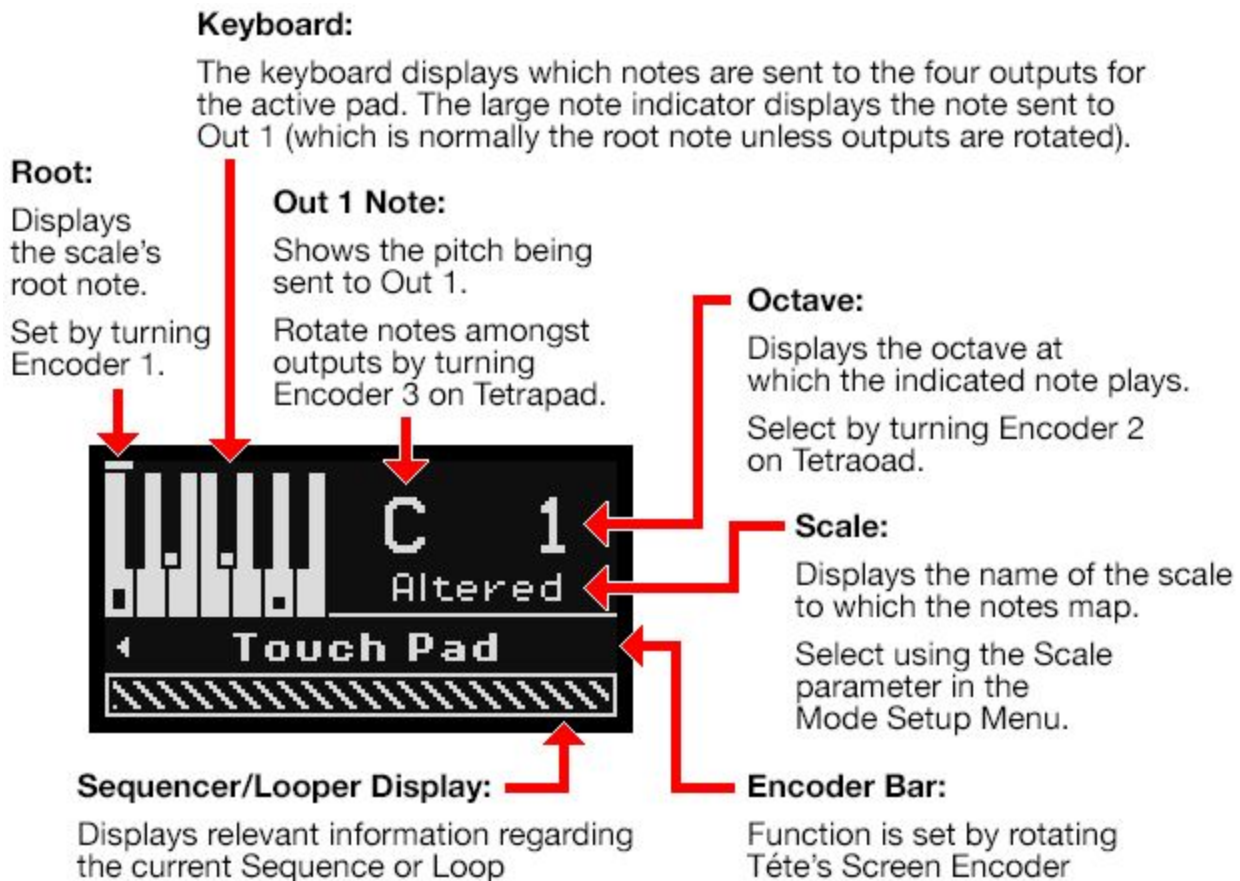 Keyboard:
The keyboard displays which notes are sent to the four outputs for
the active pad. The large note indicator displays the note sent to
Out 1 (which is normally the root note unless outputs are rotated).
Root:
Displays
the scale's
root note.
Set by turning
Encoder 1.
Out 1 Note:
Shows the pitch being
sent to Out 1.
Rotate notes amongst
outputs by turning
Encoder 3 on Tetrapad.
Octave:
Displays the octave at
which the indicated note plays.
Select by turning Encoder 2
on Tetraoad.
C 1
Altered
Touch Pad
Scale:
Displays the name of the scale
to which the notes map.
Select using the Scale
parameter in the
Mode Setup Menu.
Sequencer/Looper Display:
Displays relevant information regarding
the current Sequence or Loop
Encoder Bar:
Function is set by rotating
Téte's Screen Encoder